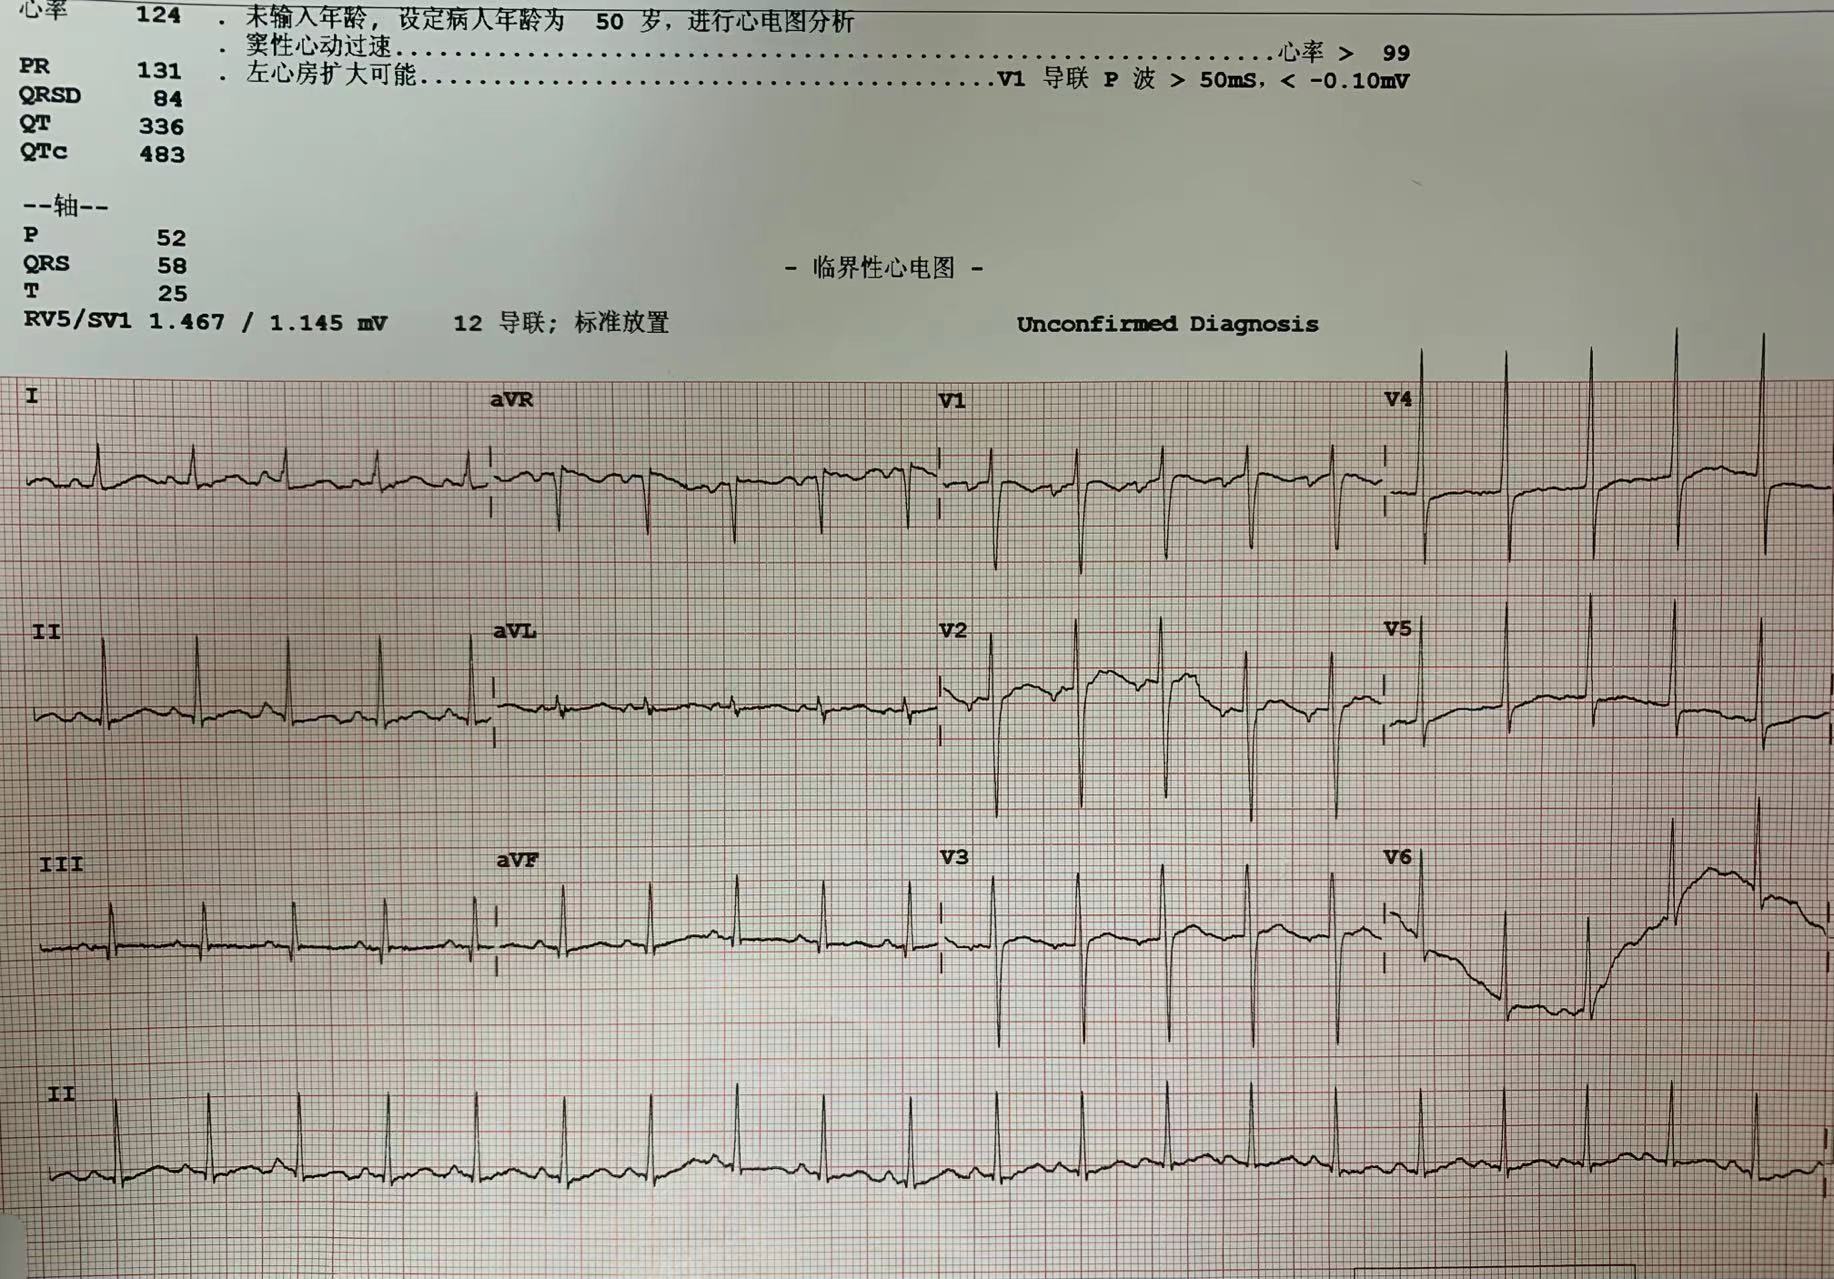 心率 124 . 未输入年龄, 设定病人年龄为 50 岁, 进行心电图分析
. 窦性心动过速......................................................................心率 > 99
PR 131 . 左心房扩大可能..............................................V1 导联 P 波 > 50mS, < -0.10mV
QRSD 84
QT 336
QTc 483
--轴--
P 52
QRS 58
- 临界性心电图 -
T 25
RV5/SV1 1.467 / 1.145 mV 12 导联; 标准放置 Unconfirmed Diagnosis
I aVR V1 V4
II aVL V2 V5
III aVF V3 V6
II